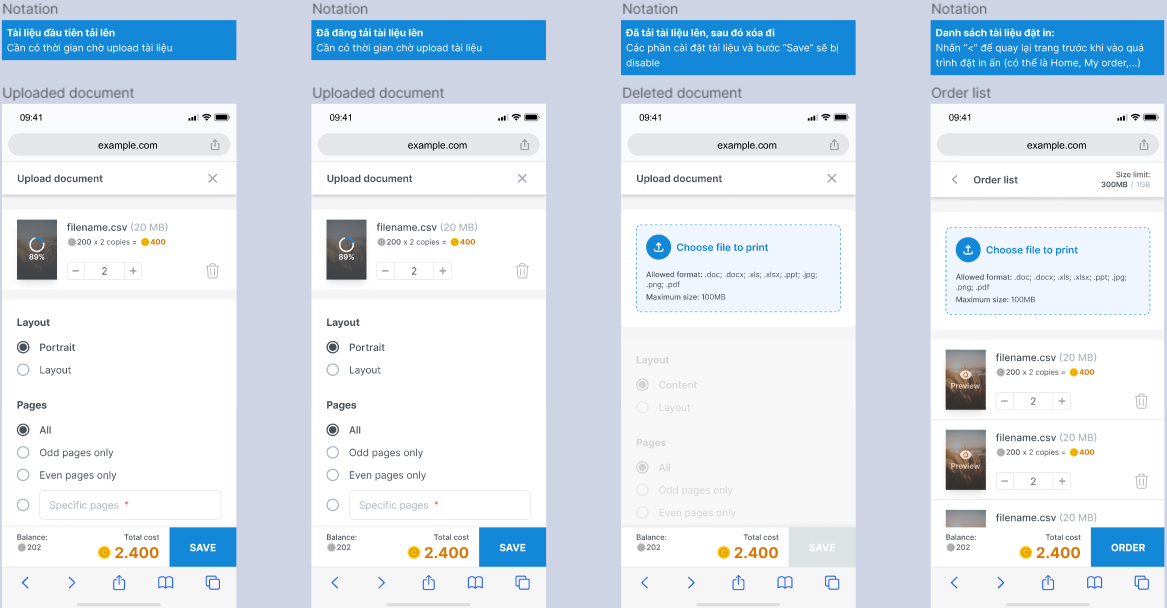 Notation
Tài liệu đầu tiên tải lên
Cần có thời gian chờ upload tài liệu
Uploaded document
09:41
example.com
Upload document
89%
filename.csv (20 MB)
200 x 2 copies = 400
2
Layout
Portrait
Layout
Pages
All
Odd pages only
Even pages only
Specific pages *
Balance:
202
Total cost
2.400
SAVE
Notation
Đã đăng tải tài liệu lên
Cần có thời gian chờ upload tài liệu
Uploaded document
09:41
example.com
Upload document
89%
filename.csv (20 MB)
200 x 2 copies = 400
2
Layout
Portrait
Layout
Pages
All
Odd pages only
Even pages only
Specific pages *
Balance:
202
Total cost
2.400
SAVE
Notation
Đã tải tài liệu lên, sau đó xóa đi
Các phần cài đặt tài liệu và bước “Save” sẽ bị
disable
Deleted document
09:41
example.com
Upload document
Choose file to print
Allowed format: .doc; .docx; .xls; .xlsx; .ppt; .jpg;
.png; .pdf
Maximum size: 100MB
Layout
Content
Layout
Pages
All
Odd pages only
Even pages only
Balance:
202
Total cost
2.400
SAVE
Notation
Danh sách tài liệu đặt in:
Nhấn “<” để quay lại trang trước khi vào quá
trình đặt in ấn (có thể là Home, My order,...)
Order list
09:41
example.com
Order list
Size limit:
300MB / 1GB
Choose file to print
Allowed format: .doc; .docx; .xls; .xlsx; .ppt; .jpg;
.png; .pdf
Maximum size: 100MB
Preview
filename.csv (20 MB)
200 x 2 copies = 400
2
Preview
filename.csv (20 MB)
200 x 2 copies = 400
2
filename.csv (20 MB)
Balance:
202
Total cost
2.400
ORDER